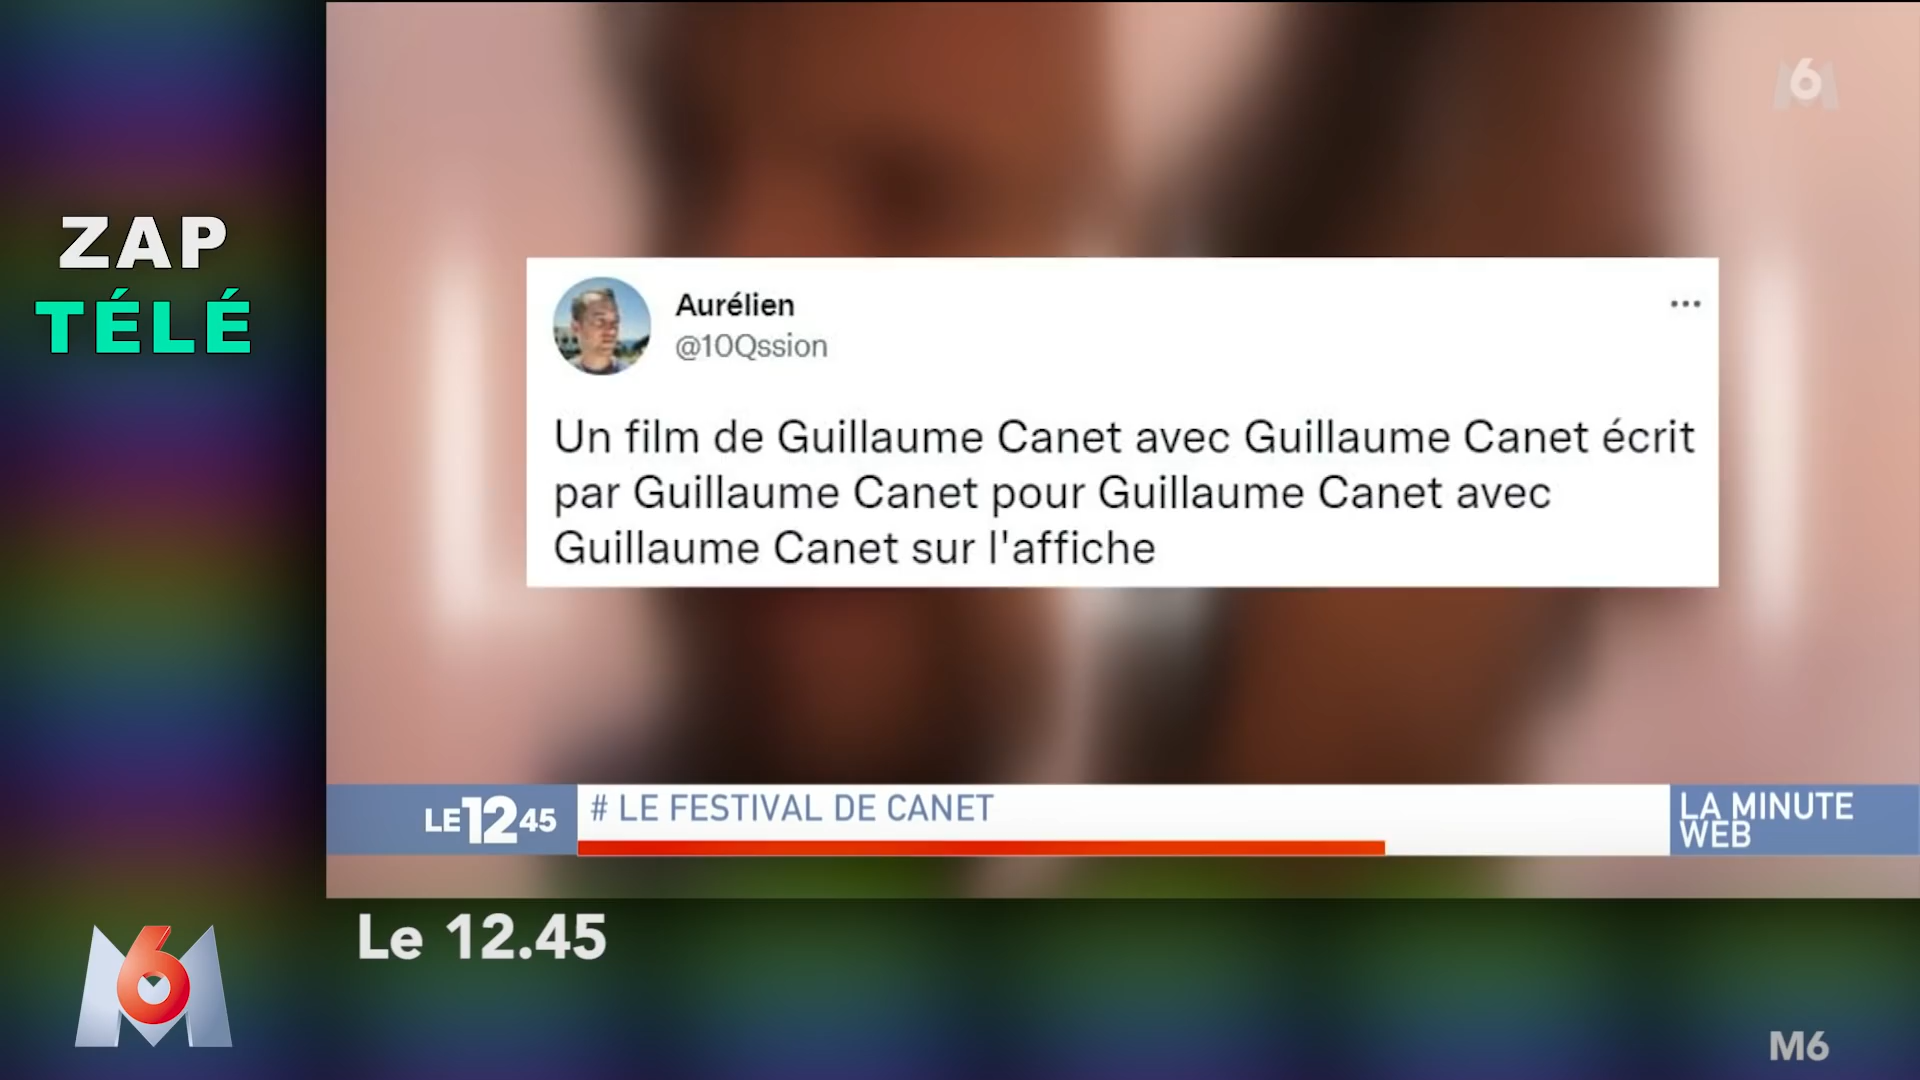 ZAP
TÉLÉ
M6
Aurélien
@10Qssion
Un film de Guillaume Canet avec Guillaume Canet écrit
par Guillaume Canet pour Guillaume Canet avec
Guillaume Canet sur l'affiche
LE 12 45
# LE FESTIVAL DE CANET
LA MINUTE
WEB
Le 12.45
M6
M6